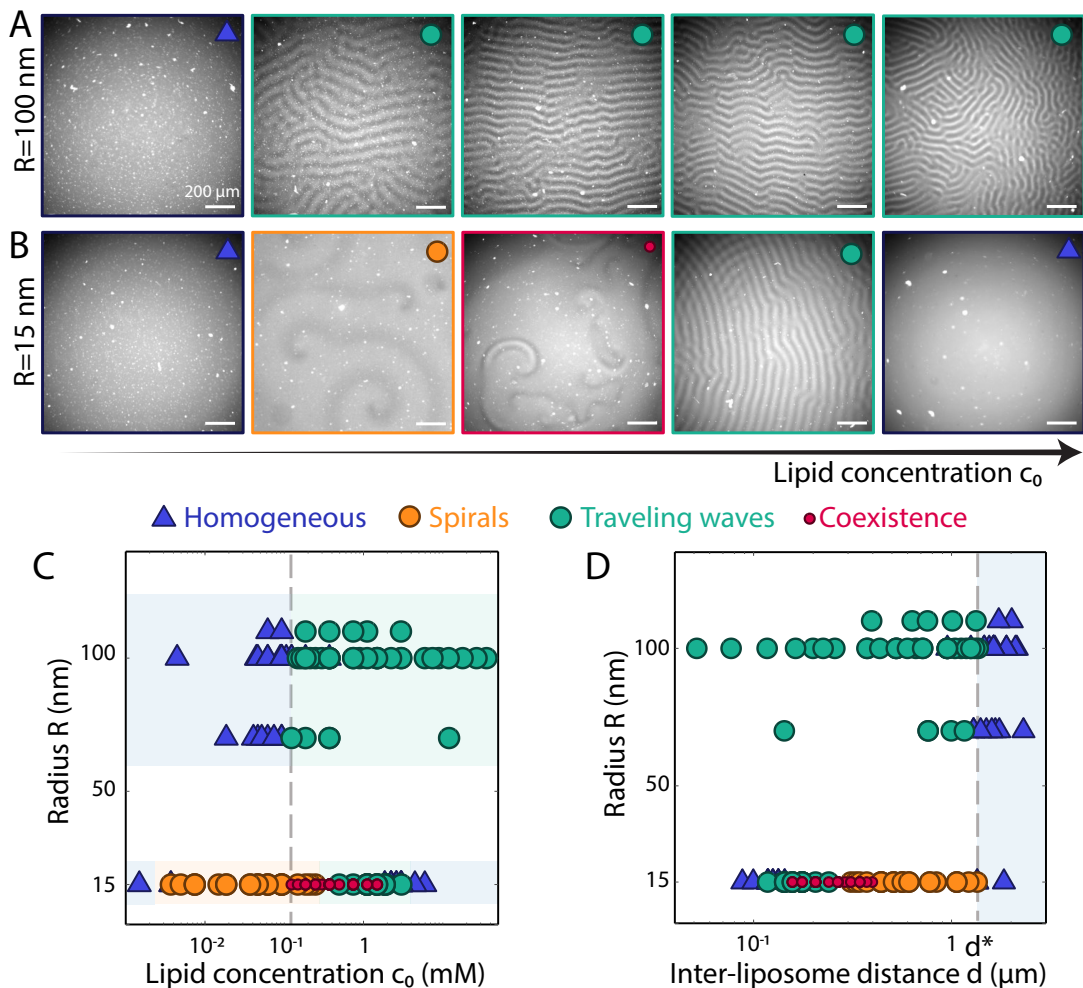 A
R=100 nm
200 µm
B
R=15 nm
Lipid concentration c₀
Homogeneous Spirals Traveling waves Coexistence
C
Radius R (nm)
100
50
15
10⁻² 10⁻¹ 1
Lipid concentration c₀ (mM)
D
Radius R (nm)
100
50
15
10⁻¹ 1 d*
Inter-liposome distance d (µm)